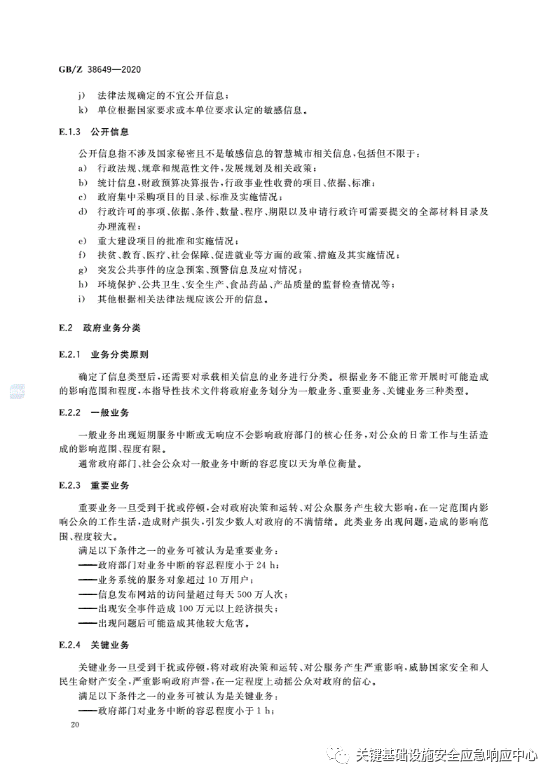 GB/Z 38649—2020
j) 法律法规确定的不宜公开信息;
k) 单位根据国家要求或本单位要求认定的敏感信息。
E.1.3 公开信息
公开信息指不涉及国家秘密且不是敏感信息的智慧城市相关信息,包括但不限于:
a) 行政法规、规章和规范性文件,发展规划及相关政策;
b) 统计信息,财政预算决算报告,行政事业性收费的项目、依据、标准;
c) 政府集中采购项目的目录、标准及实施情况;
d) 行政许可的事项、依据、条件、数量、程序、期限以及申请行政许可需要提交的全部材料目录及
办理流程;
e) 重大建设项目的批准和实施情况;
f) 扶贫、教育、医疗、社会保障、促进就业等方面的政策、措施及其实施情况;
g) 突发公共事件的应急预案、预警信息及应对情况;
h) 环境保护、公共卫生、安全生产、食品药品、产品质量的监督检查情况等;
i) 其他根据相关法律法规应该公开的信息。
E.2 政府业务分类
E.2.1 业务分类原则
确定了信息类型后,还需要对承载相关信息的业务进行分类。根据业务不能正常开展时可能造成
的影响范围和程度,本指导性技术文件将政府业务划分为一般业务、重要业务、关键业务三种类型。
E.2.2 一般业务
一般业务出现短期服务中断或无响应不会影响政府部门的核心任务,对公众的日常工作与生活造
成的影响范围、程度有限。
通常政府部门、社会公众对一般业务中断的容忍度以天为单位衡量。
E.2.3 重要业务
重要业务一旦受到干扰或停顿,会对政府决策和运转、对公众服务产生较大影响,在一定范围内影
响公众的工作生活,造成财产损失,引发少数人对政府的不满情绪。此类业务出现问题,造成的影响范
围、程度较大。
满足以下条件之一的业务可被认为是重要业务:
——政府部门对业务中断的容忍程度小于 24 h;
——业务系统的服务对象超过 10 万用户;
——信息发布网站的访问量超过每天 500 万人次;
——出现安全事件造成 100 万元以上经济损失;
——出现问题后可能造成其他较大危害。
E.2.4 关键业务
关键业务一旦受到干扰或停顿,将对政府决策和运转、对公服务产生严重影响,威胁国家安全和人
民生命财产安全,严重影响政府声誉,在一定程度上动摇公众对政府的信心。
满足以下条件之一的业务可被认为是关键业务:
——政府部门对业务中断的容忍程度小于 1 h;
20
关键基础设施安全应急响应中心